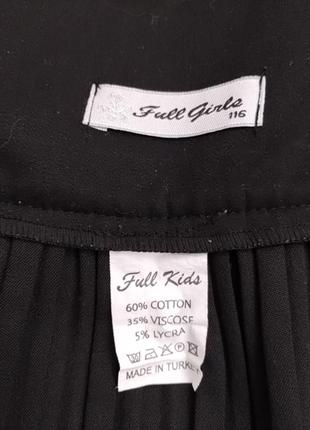 Full Girls
116
Full Kids
60% COTTON
35% VISCOSE
5% LYCRA
MADE IN TURKEY